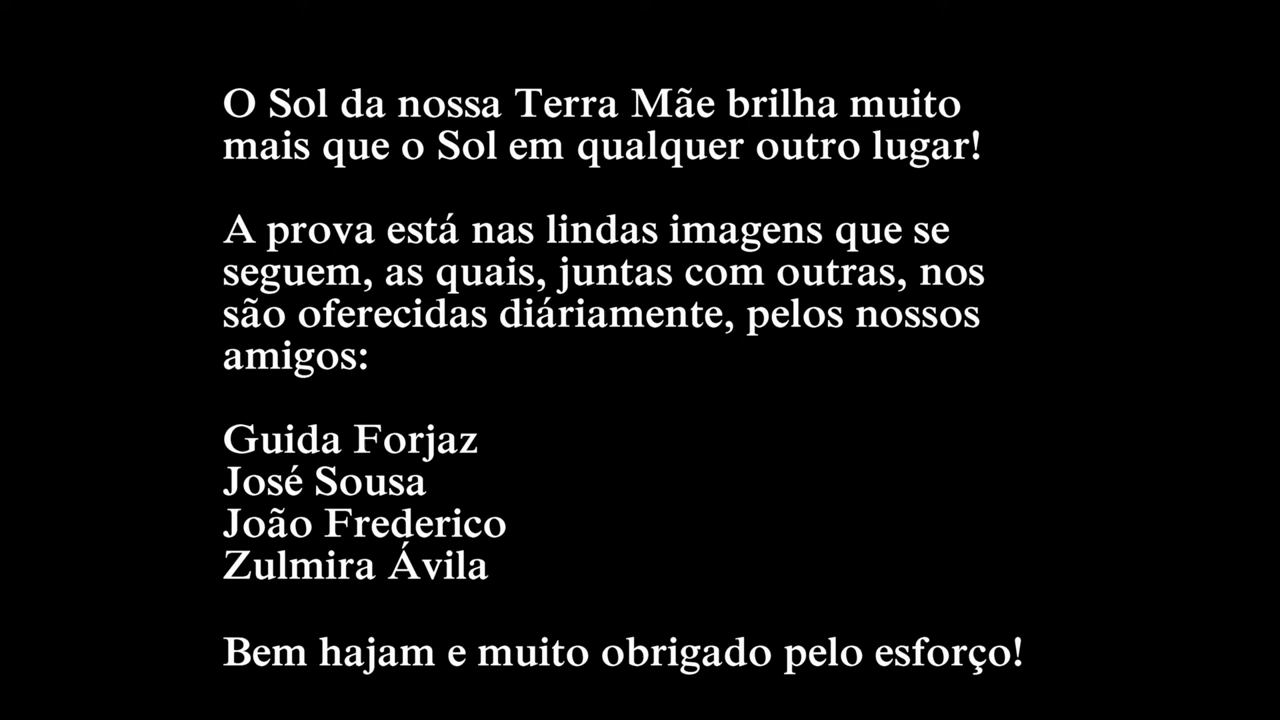 O Sol da nossa Terra Mãe brilha muito
mais que o Sol em qualquer outro lugar!
A prova está nas lindas imagens que se
seguem, as quais, juntas com outras, nos
são oferecidas diáriamente, pelos nossos
amigos:
Guida Forjaz
José Sousa
João Frederico
Zulmira Ávila
Bem hajam e muito obrigado pelo esforço!